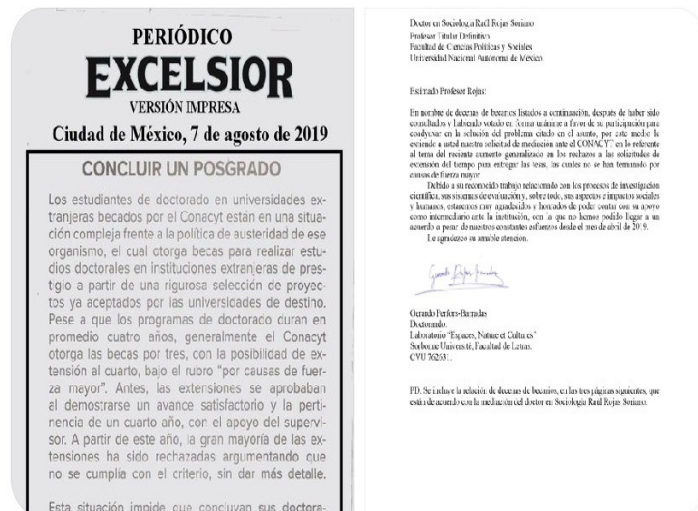 PERIÓDICO
EXCELSIOR
VERSIÓN IMPRESA
Ciudad de México, 7 de agosto de 2019
CONCLUIR UN POSGRADO
Los estudiantes de doctorado en universidades ex-
tranjeras becados por el Conacyt están en una situa-
ción compleja frente a la política de austeridad de ese
organismo, el cual otorga becas para realizar estu-
dios doctorales en instituciones extranjeras de pres-
tigio a partir de una rigurosa selección de proyec-
tos ya aceptados por las universidades de destino.
Pese a que los programas de doctorado duran en
promedio cuatro años, generalmente el Conacyt
otorga las becas por tres, con la posibilidad de ex-
tensión al cuarto, bajo el rubro "por causas de fuer-
za mayor". Antes, las extensiones se aprobaban
al demostrarse un avance satisfactorio y la perti-
nencia de un cuarto año, con el apoyo del supervi-
sor. A partir de este año, la gran mayoría de las ex-
tensiones ha sido rechazadas argumentando que
no se cumplía con el criterio, sin dar más detalle.
Esta situación impide que concluyan sus doctora-
Doctor en Sociología Raúl Rojas Soriano
Profesor Titular Definitivo
Facultad de Ciencias Políticas y Sociales
Universidad Nacional Autónoma de México
Estimado Profesor Rojas:
En nombre de decenas de becarios listados a continuación, después de haber sido
consultados y habiendo votado en forma unánime a favor de su participación para
coadyuvar en la solución del problema citado en el asunto, por este medio le
extiendo a usted nuestra solicitud de mediación ante el CONACYT en lo referente
al tema del reciente aumento generalizado en los rechazos a las solicitudes de
extensión del tiempo para entregar las tesis, las cuales no se han terminado por
causas de fuerza mayor.
Debido a su reconocido trabajo relacionado con los procesos de investigación
científica, sus sistemas de evaluación y, sobre todo, sus aspectos e impactos sociales
y humanos, estaremos muy agradecidos y honrados de poder contar con su apoyo
como intermediario ante la institución, con la que no hemos podido llegar a un
acuerdo a pesar de nuestros constantes esfuerzos desde el mes de abril de 2019.
Le agradezco su amable atención.
Gerardo
Doctorando.
Laboratorio "Espaces, Nature et Cultures"
Sorbonne Université, Facultad de Letras.
CVU
PD. Se incluye la relación de decenas de becarios, en las tres páginas siguientes, que
están de acuerdo con la mediación del doctor en Sociología Raúl Rojas Soriano.